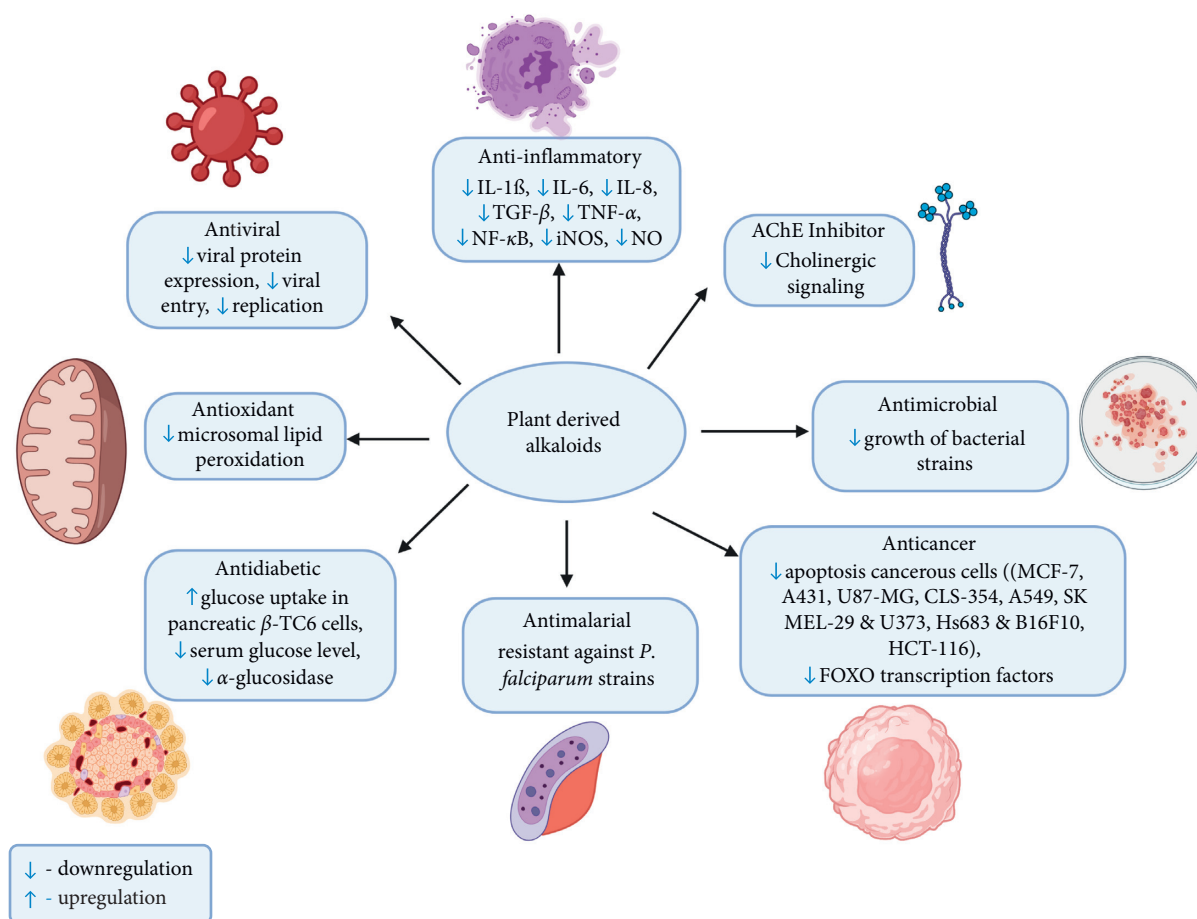 Anti-inflammatory
↓IL-1ß, ↓IL-6, ↓IL-8,
↓TGF-β, ↓TNF-α,
↓NF-κB, ↓iNOS, ↓NO
Antiviral
↓viral protein
expression, ↓viral
entry, ↓replication
AChE Inhibitor
↓ Cholinergic
signaling
Antioxidant
↓microsomal lipid
peroxidation
Plant derived
alkaloids
Antimicrobial
↓growth of bacterial
strains
Antidiabetic
↑glucose uptake in
pancreatic β-TC6 cells,
↓serum glucose level,
↓α-glucosidase
Antimalarial
resistant against P.
falciparum strains
Anticancer
↓apoptosis cancerous cells ((MCF-7,
A431, U87-MG, CLS-354, A549, SK
MEL-29 & U373, Hs683 & B16F10,
HCT-116),
↓FOXO transcription factors
↓ - downregulation
↑ - upregulation